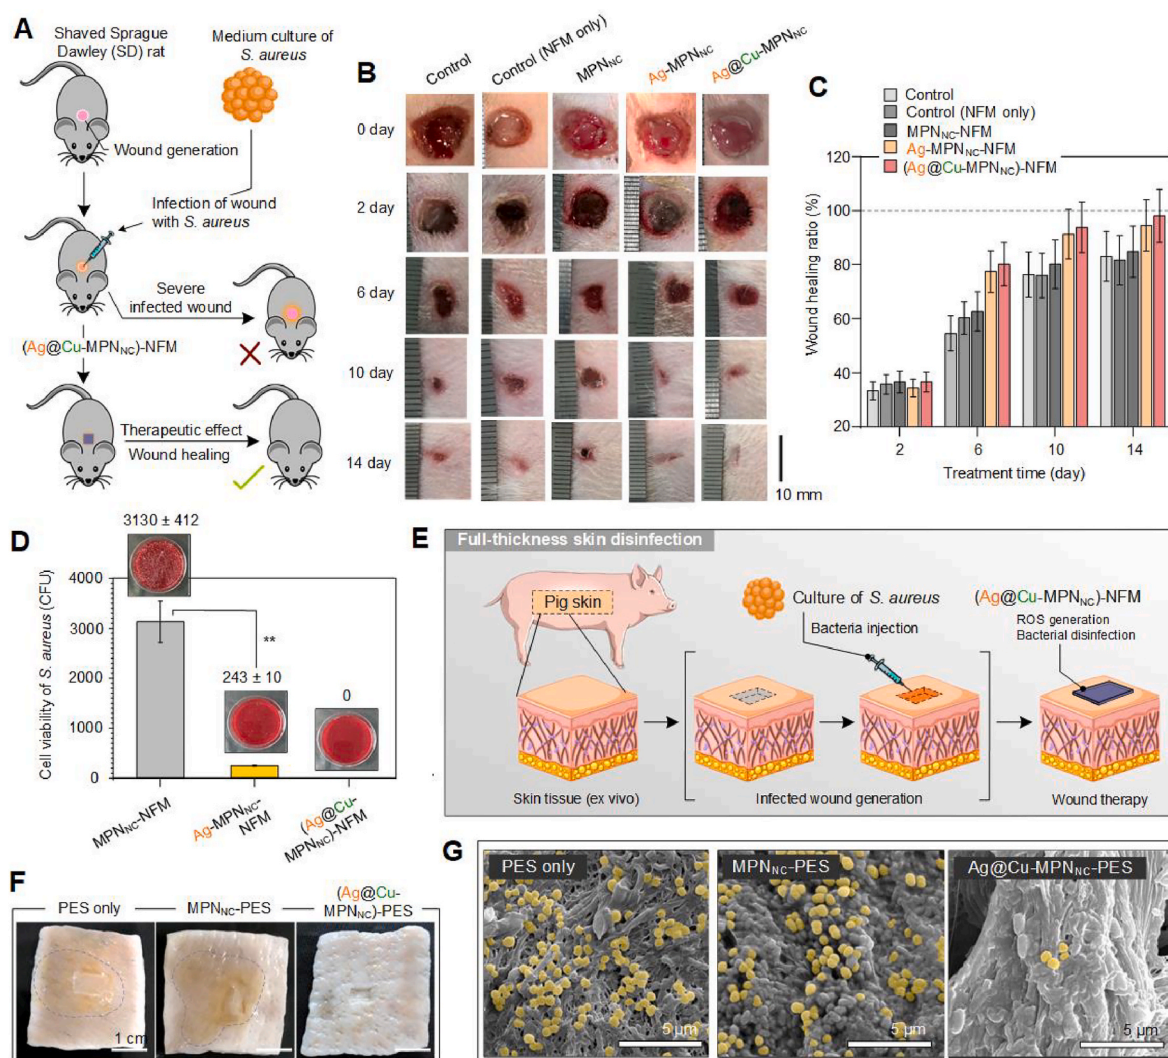 A
Shaved Sprague
Dawley (SD) rat
Medium culture of
S. aureus
Wound generation
Infection of wound
with S. aureus
Severe
infected wound
(Ag@Cu-MPNNC)-NFM
Therapeutic effect
Wound healing
B
Control
Control (NFM only)
MPNNC
Ag-MPNNC
Ag@Cu-MPNNC
0 day
2 day
6 day
10 day
14 day
10 mm
C
Control
Control (NFM only)
MPNNC-NFM
Ag-MPNNC-NFM
(Ag@Cu-MPNNC)-NFM
Wound healing ratio (%)
120
100
80
60
40
20
2
6
10
14
Treatment time (day)
D
3130 ± 412
Cell viability of S. aureus (CFU)
4000
3000
2000
1000
0
**
243 ± 10
0
MPNNC-NFM
Ag-MPNNC-
NFM
(Ag@Cu-
MPNNC)-NFM
E
Full-thickness skin disinfection
Pig skin
Culture of S. aureus
Bacteria injection
(Ag@Cu-MPNNC)-NFM
ROS generation
Bacterial disinfection
Skin tissue (ex vivo)
Infected wound generation
Wound therapy
F
PES only
MPNNC-PES
(Ag@Cu-
MPNNC)-PES
1 cm
G
PES only
MPNNC-PES
Ag@Cu-MPNNC-PES
5 µm
5 µm
5 µm